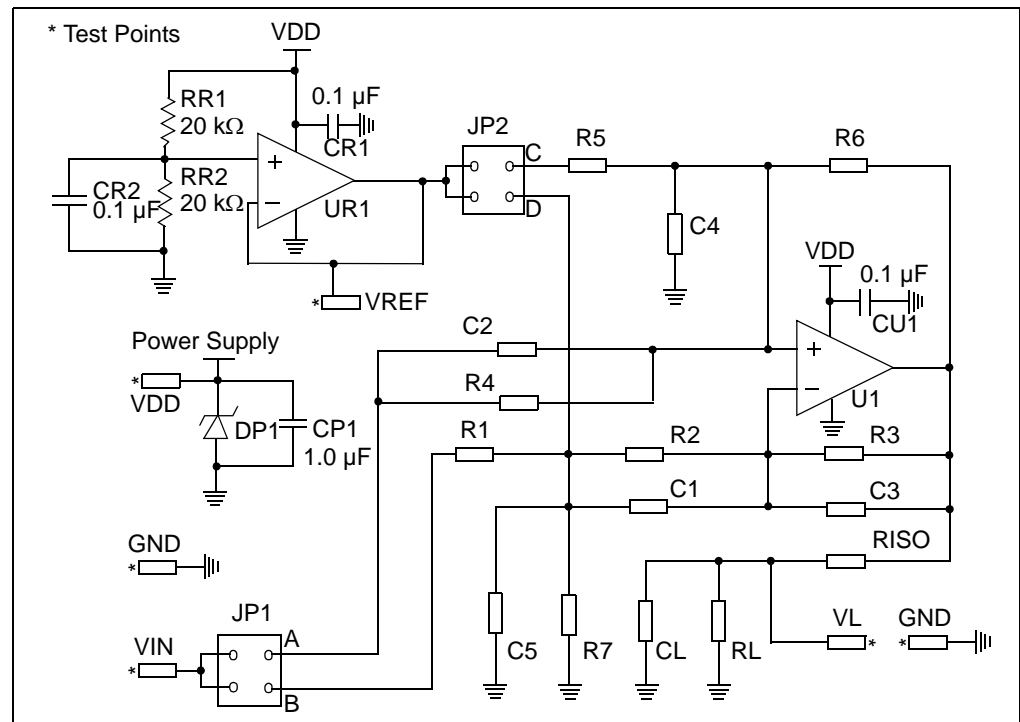 * Test Points
VDD
RR1
20 kΩ
0.1 µF
CR1
JP2
C
D
R5
R6
CR2
0.1 µF
RR2
20 kΩ
+
−
UR1
C4
VDD
0.1 µF
CU1
* VREF
Power Supply
*
VDD
DP1
CP1
1.0 µF
C2
R4
+
−
U1
R1
R2
R3
C1
C3
GND
*
RISO
JP1
VIN
*
A
B
C5
R7
CL
RL
VL
*
GND
*